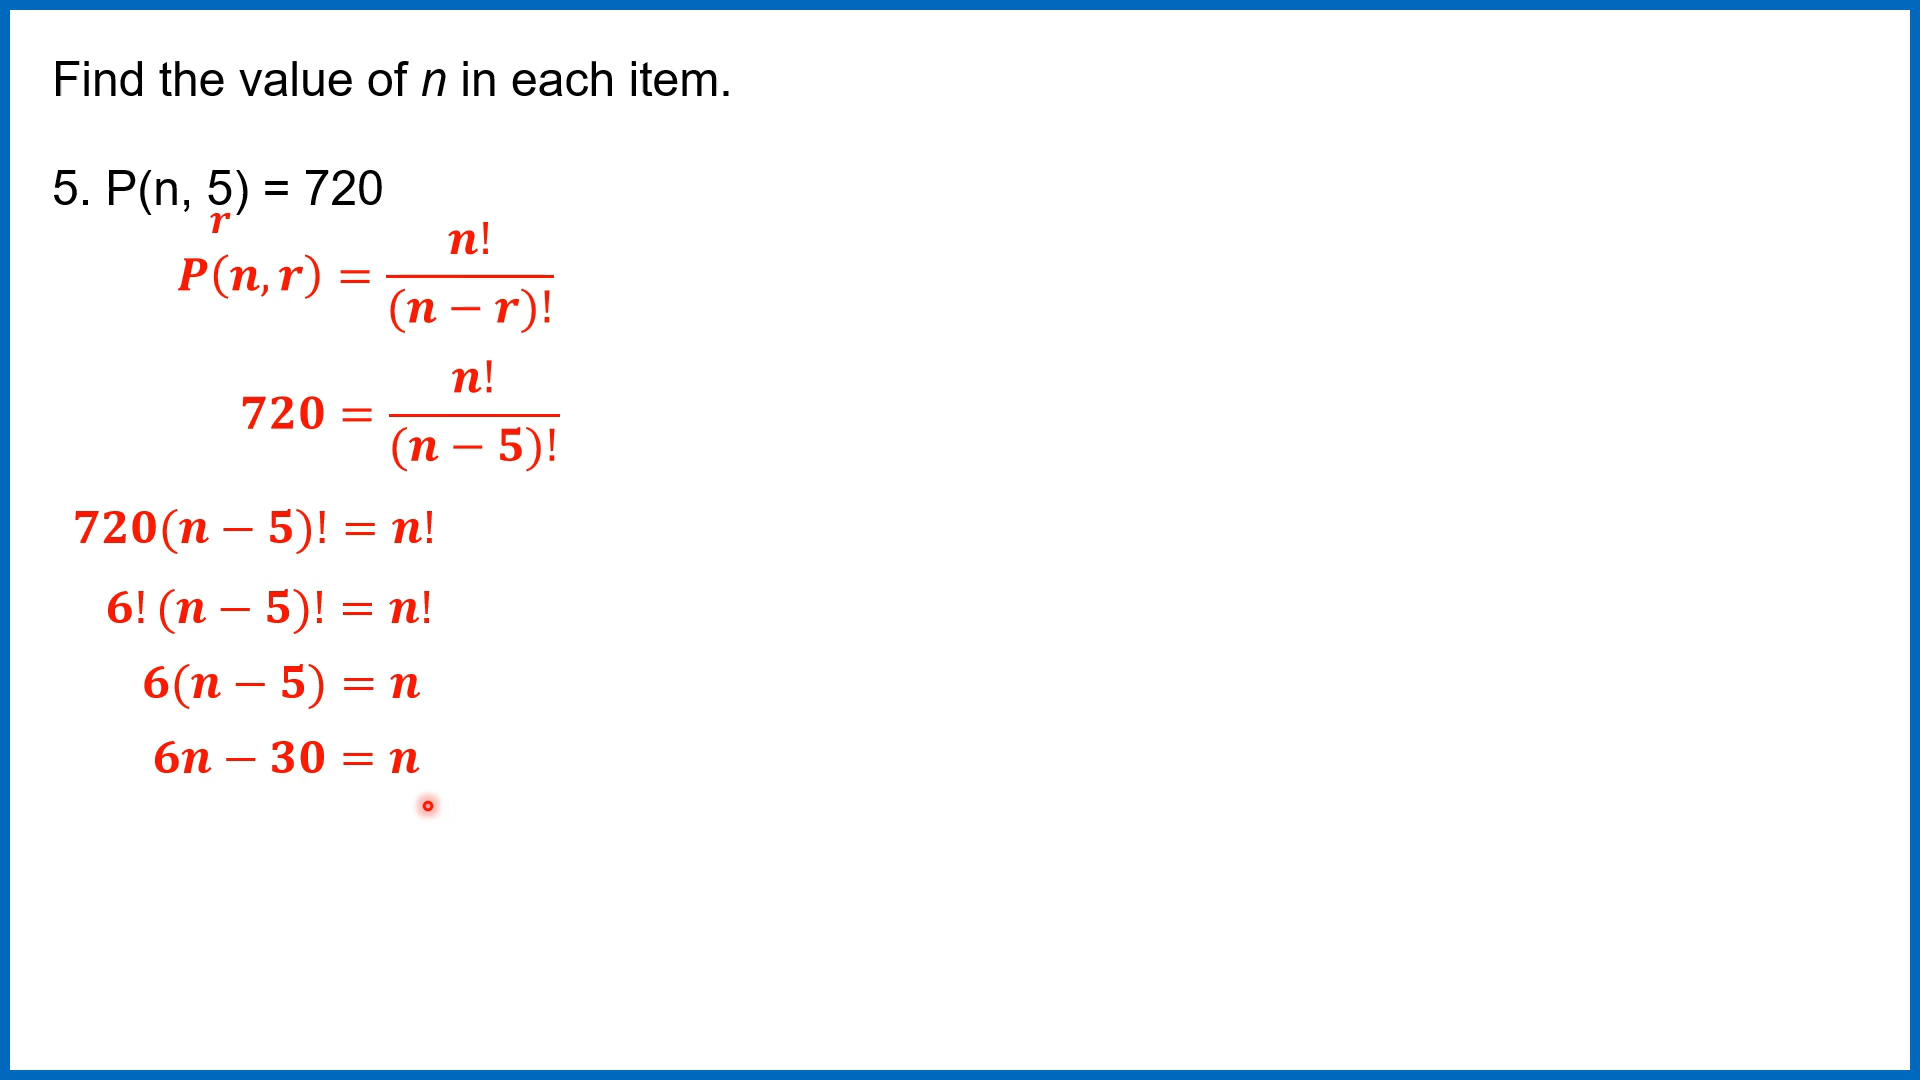 Find the value of n in each item.
5. P(n, 5) = 720
r
P(n, r) = n! / (n − r)!
720 = n! / (n − 5)!
720(n − 5)! = n!
6! (n − 5)! = n!
6(n − 5) = n
6n − 30 = n